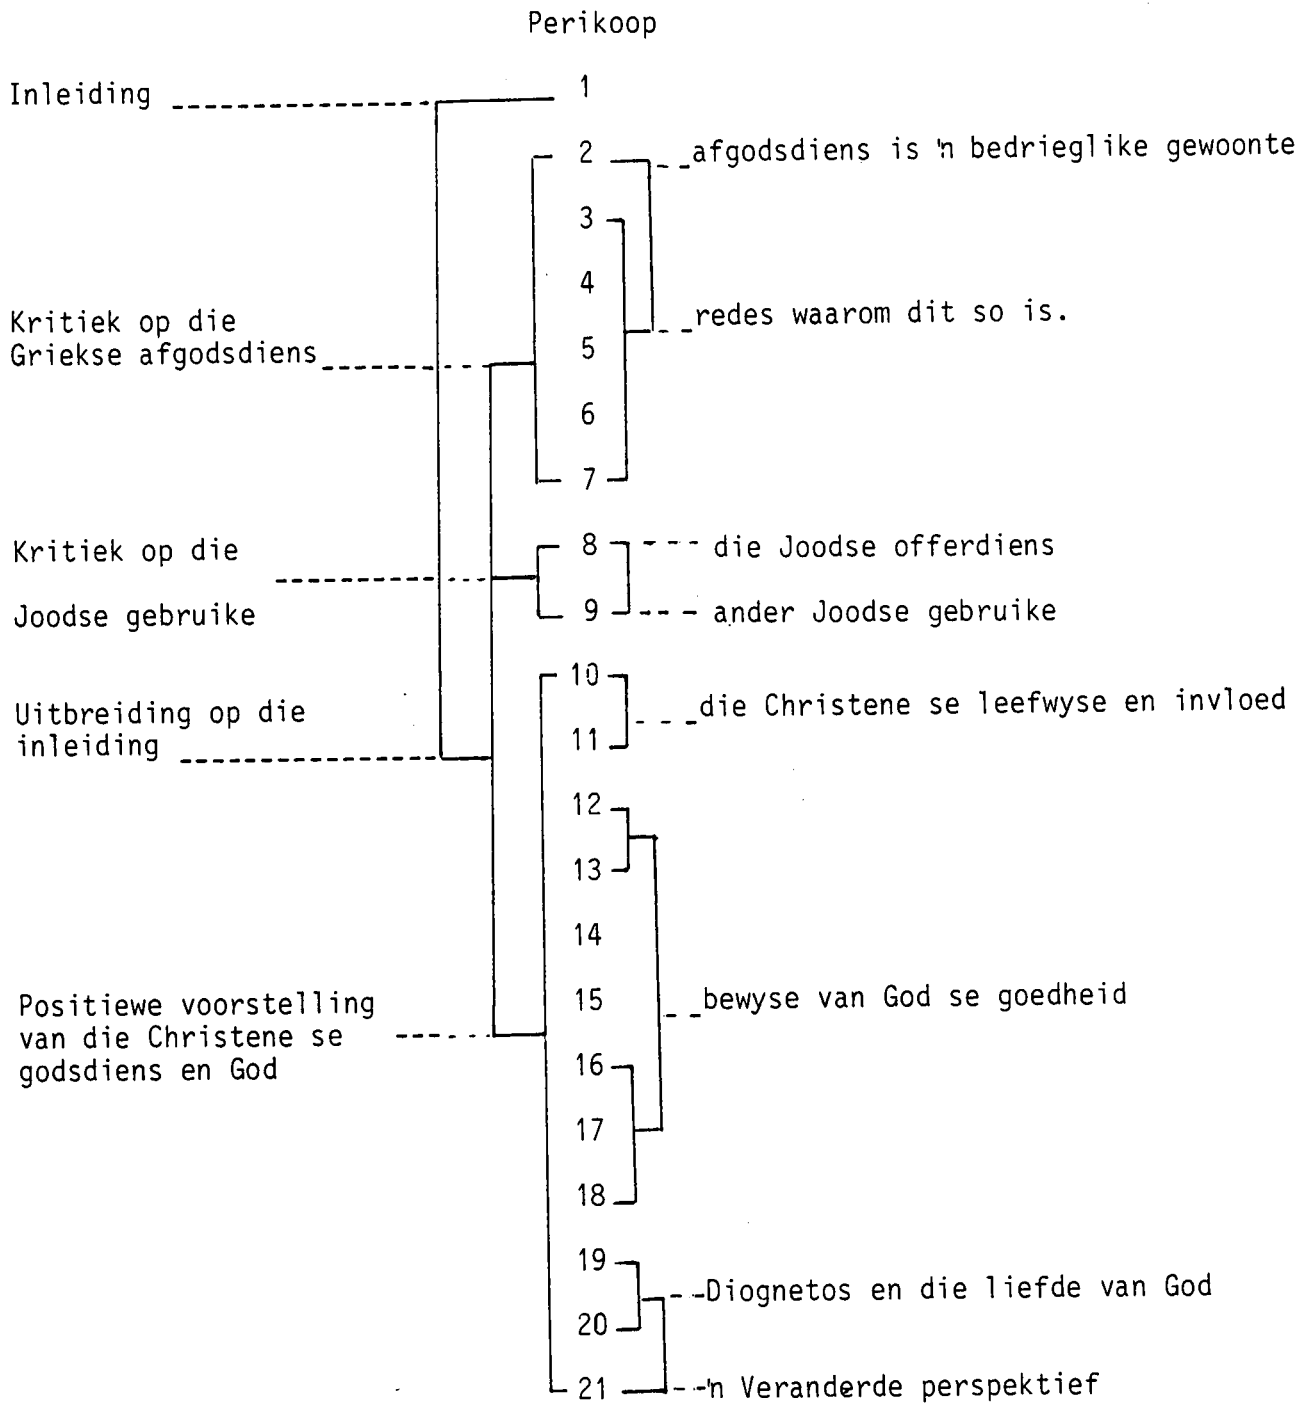 Perikoop
Inleiding
1
2
afgodsdiens is 'n bedrieglike gewoonte
3
4
Kritiek op die
Griekse afgodsdiens
redes waarom dit so is.
5
6
7
Kritiek op die
Joodse gebruike
8
die Joodse offerdiens
9
ander Joodse gebruike
10
Uitbreiding op die
inleiding
die Christene se leefwyse en invloed
11
12
13
14
Positiewe voorstelling
van die Christene se
godsdiens en God
15
bewyse van God se goedheid
16
17
18
19
Diognetos en die liefde van God
20
21
'n Veranderde perspektief